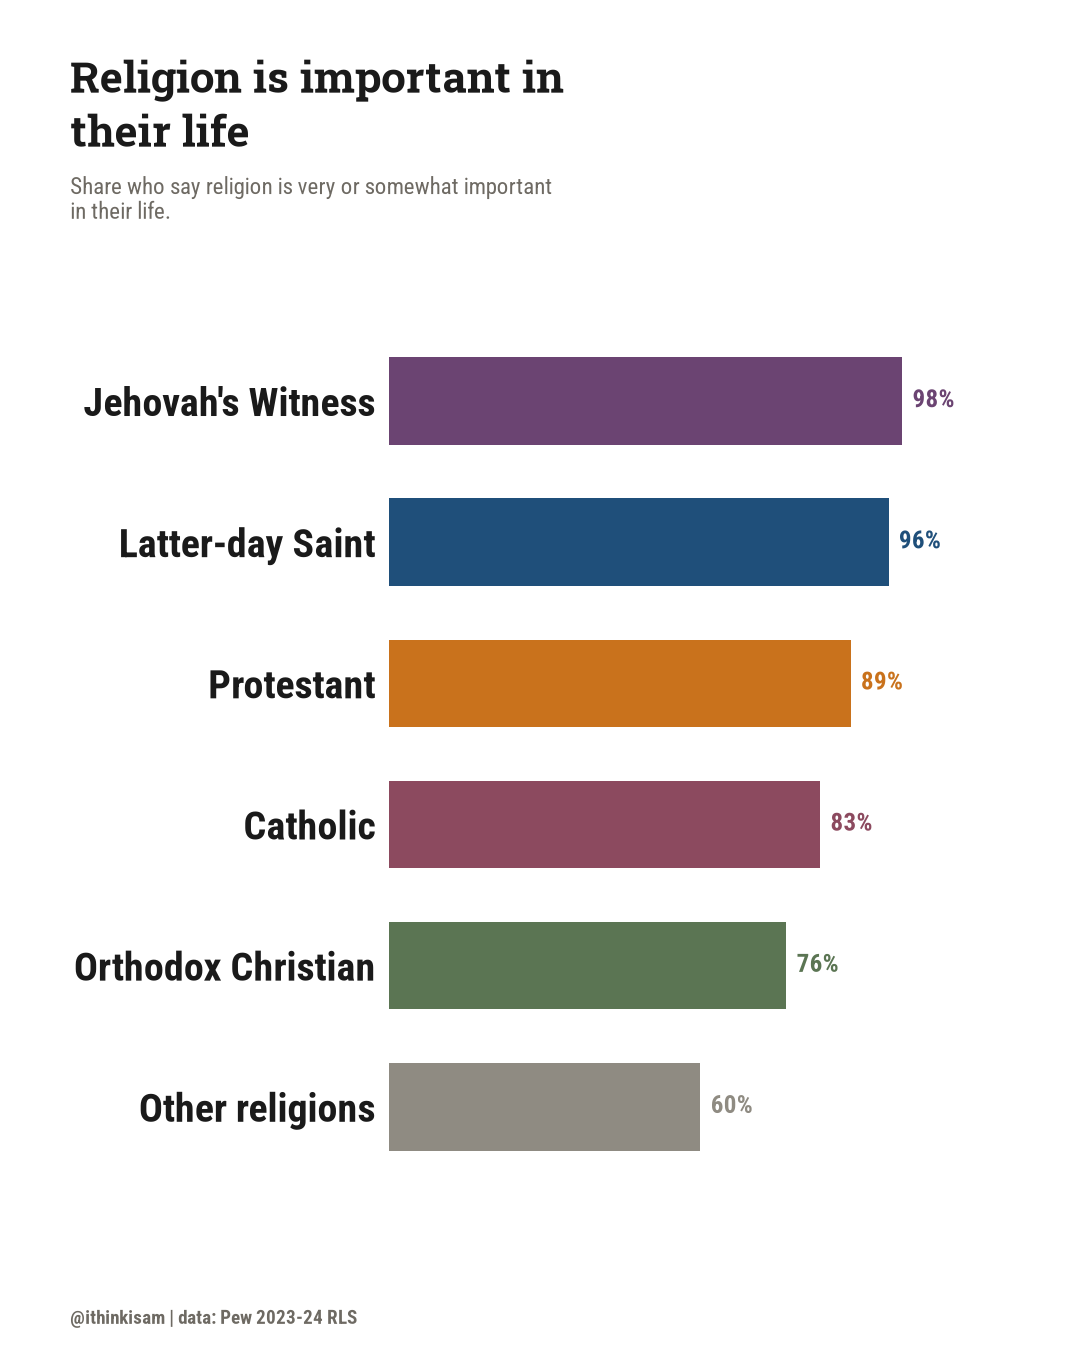 Religion is important in
their life
Share who say religion is very or somewhat important
in their life.
Jehovah's Witness 98%
Latter-day Saint 96%
Protestant 89%
Catholic 83%
Orthodox Christian 76%
Other religions 60%
@ithinkisam | data: Pew 2023-24 RLS